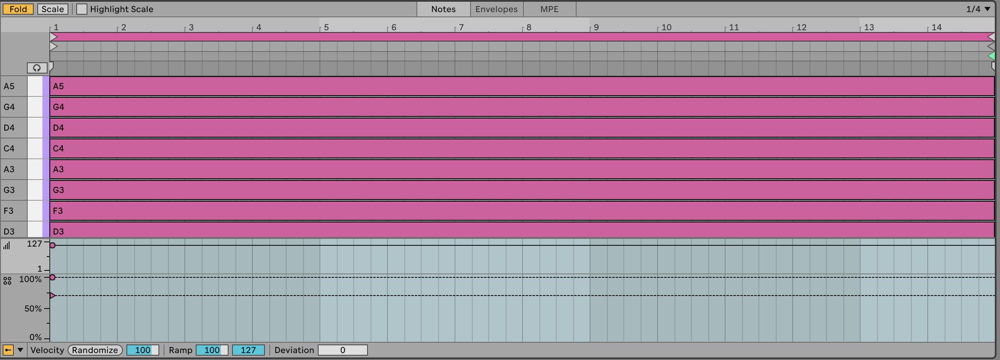 Fold Scale Highlight Scale Notes Envelopes MPE 1/4
1 2 3 4 5 6 7 8 9 10 11 12 13 14
A5 A5
G4 G4
D4 D4
C4 C4
A3 A3
G3 G3
F3 F3
D3 D3
127
1
100%
50%
0%
Velocity Randomize 100 Ramp 100 127 Deviation 0